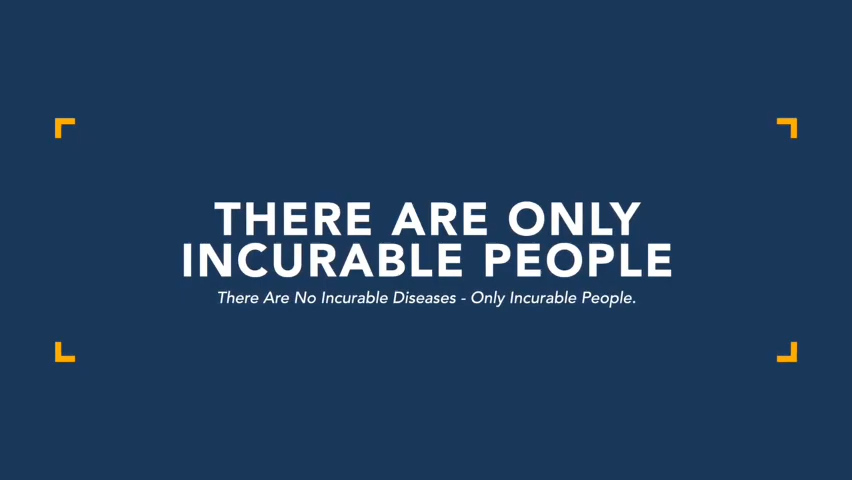 THERE ARE ONLY
INCURABLE PEOPLE
There Are No Incurable Diseases - Only Incurable People.